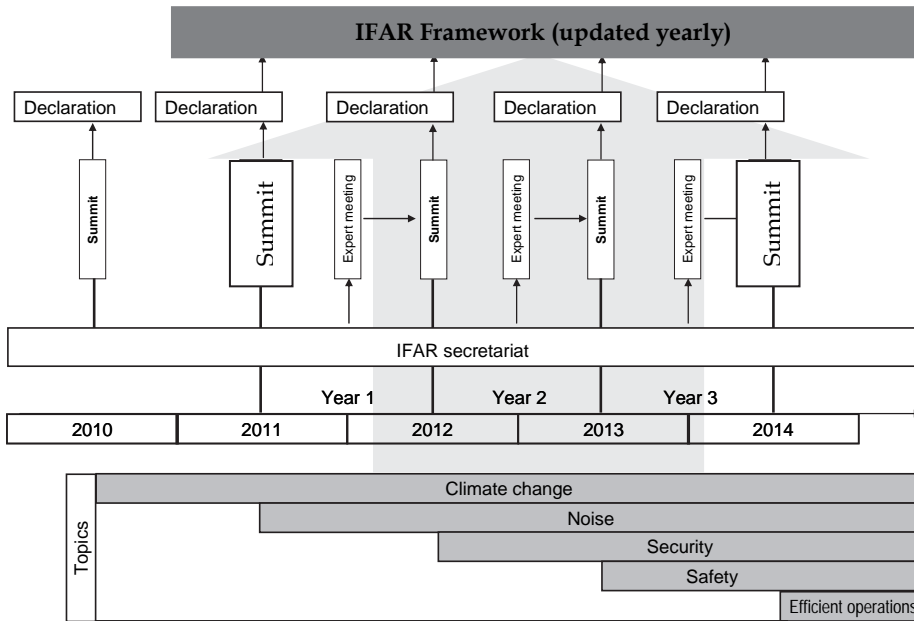 IFAR Framework (updated yearly)
Declaration
Declaration
Declaration
Declaration
Declaration
Summit
Summit
Expert meeting
Summit
Expert meeting
Summit
Expert meeting
Summit
IFAR secretariat
Year 1
Year 2
Year 3
2010
2011
2012
2013
2014
Topics
Climate change
Noise
Security
Safety
Efficient operations